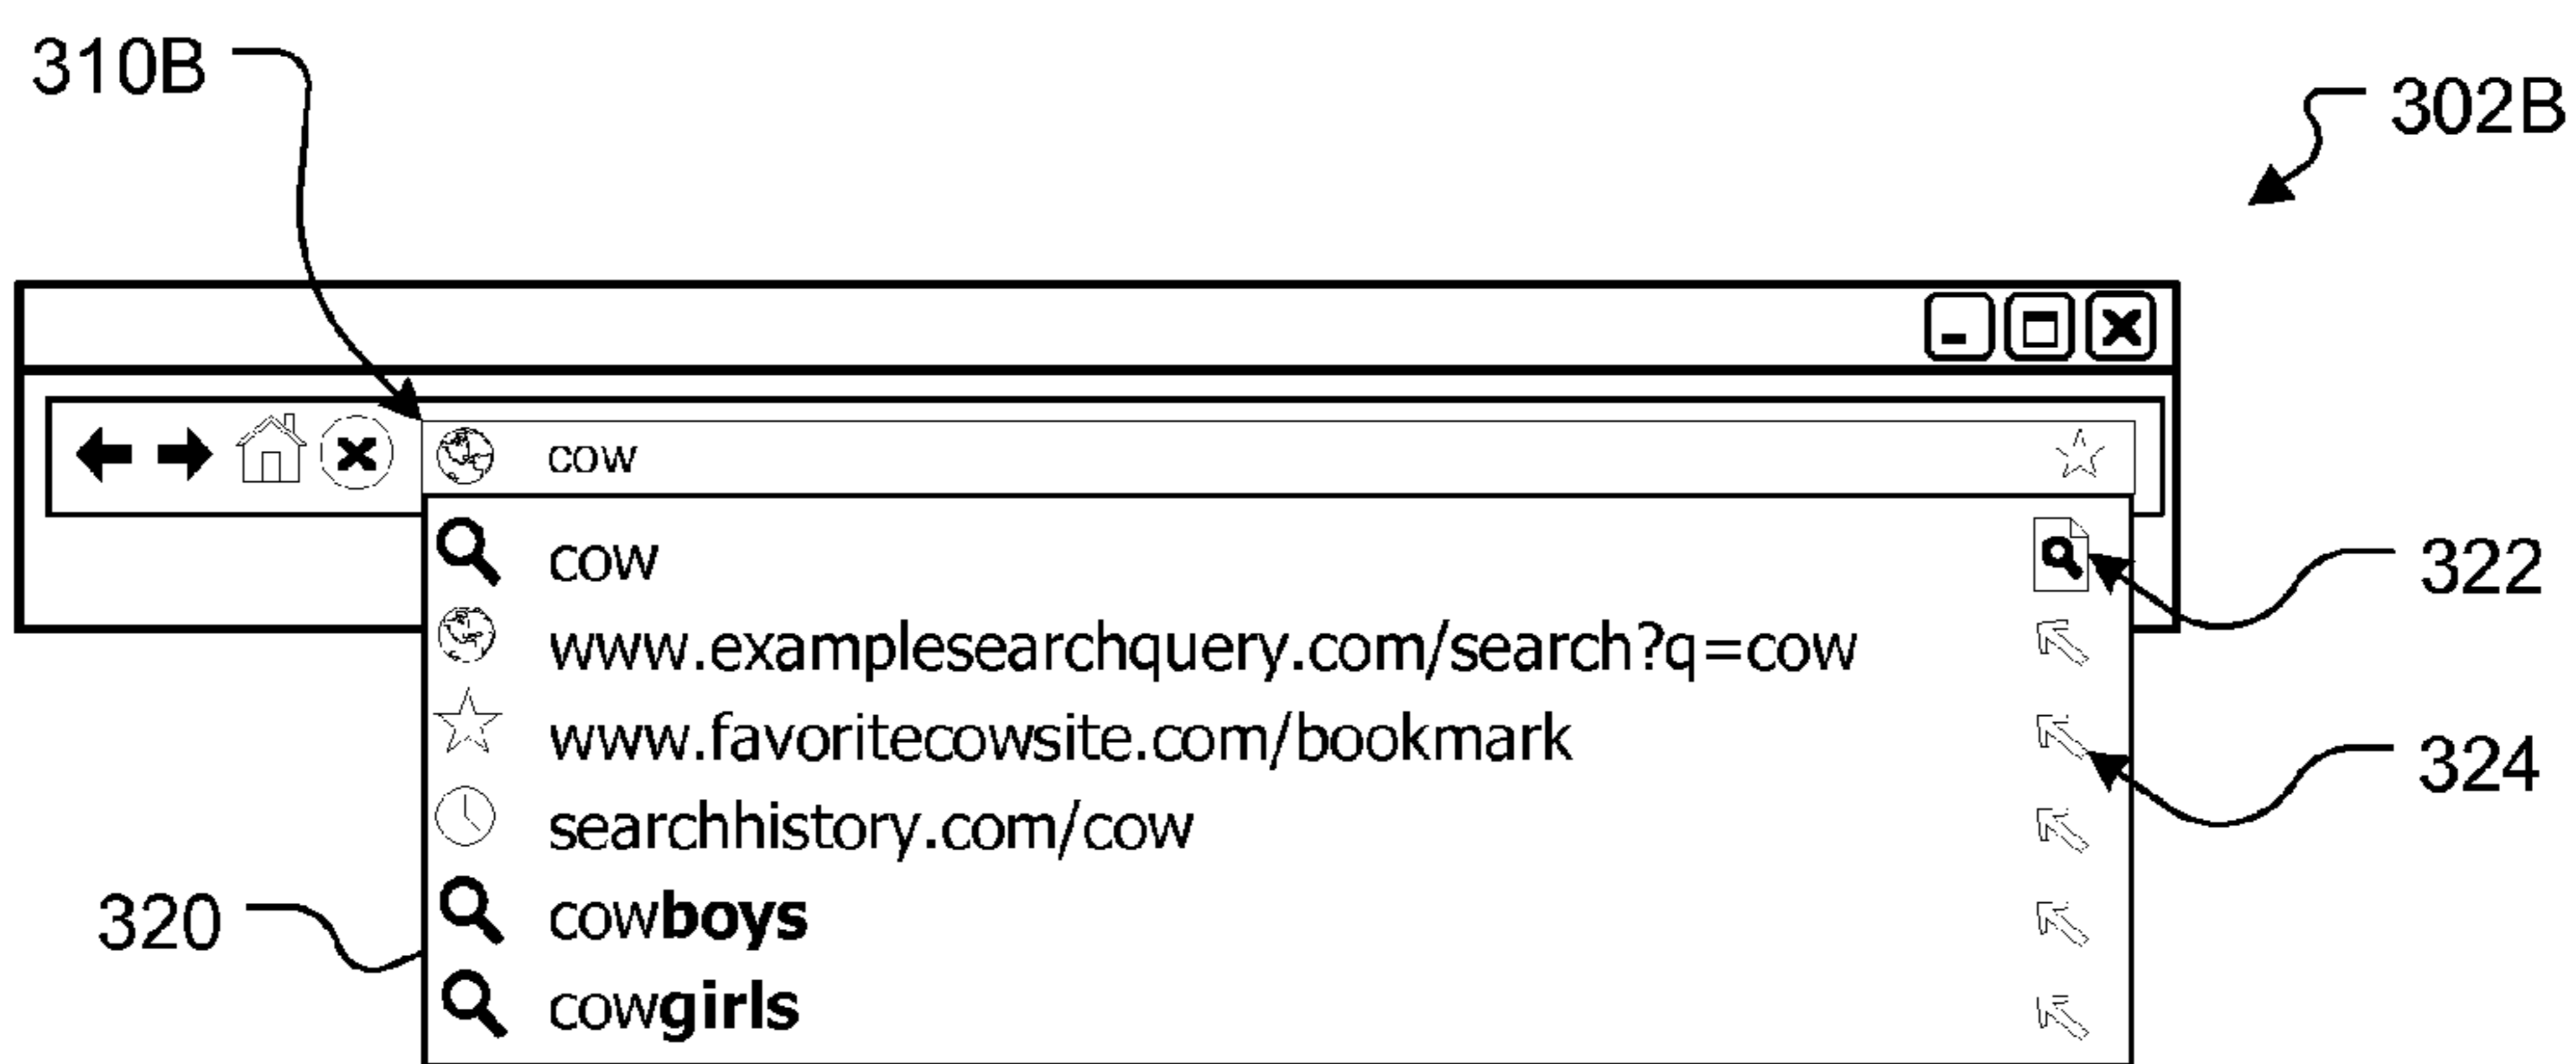 310B
302B
cow
cow
322
www.examplesearchquery.com/search?q=cow
www.favoritecowsite.com/bookmark
324
searchhistory.com/cow
320
cowboys
cowgirls